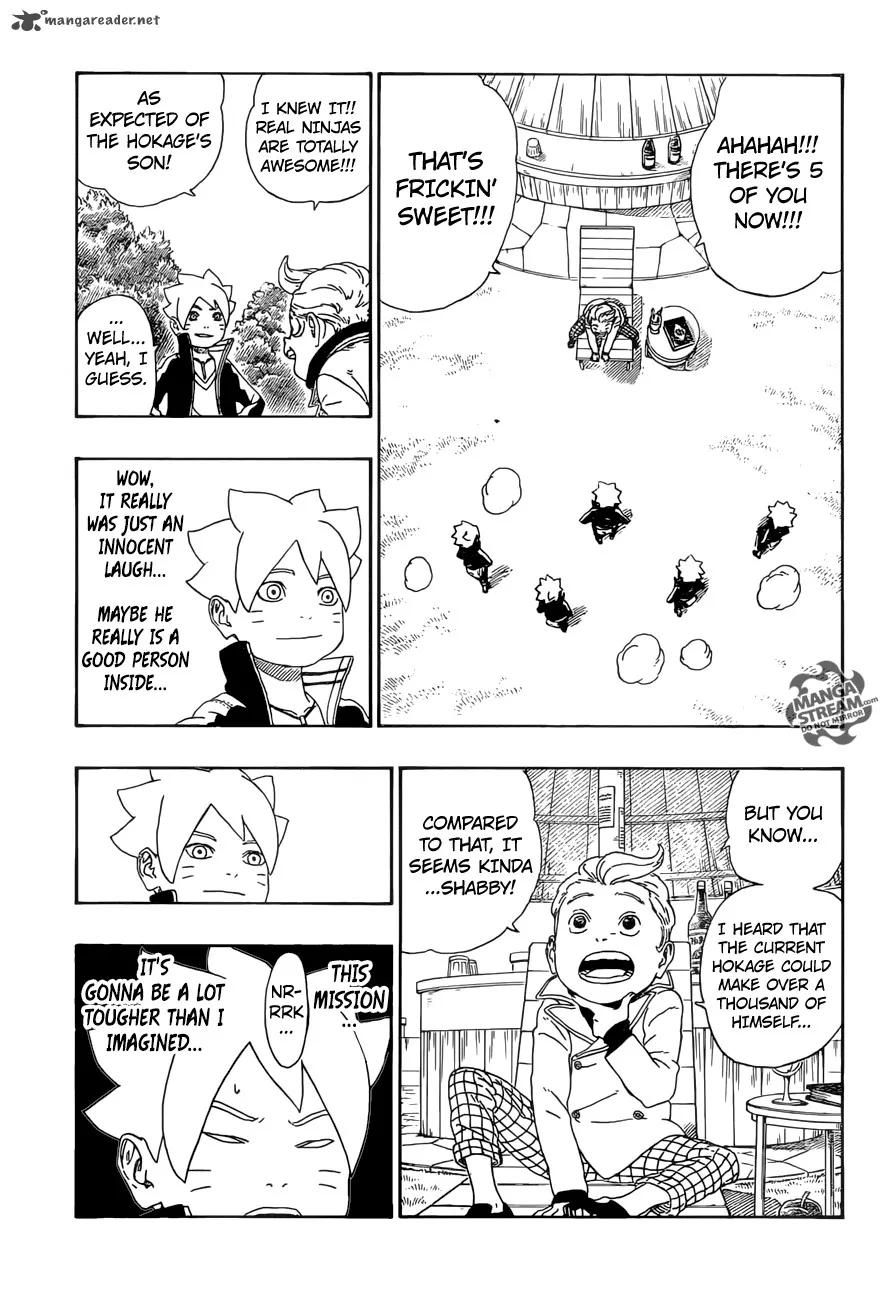 mangareader.net
AHAHAH!!!
THERE'S 5
OF YOU
NOW!!!
THAT'S
FRICKIN'
SWEET!!!
I KNEW IT!!
REAL NINJAS
ARE TOTALLY
AWESOME!!!
AS
EXPECTED OF
THE HOKAGE'S
SON!
...
WELL...
YEAH, I
GUESS.
WOW,
IT REALLY
WAS JUST AN
INNOCENT
LAUGH...
MAYBE HE
REALLY IS A
GOOD PERSON
INSIDE...
MANGA
STREAM.com
DO NOT MIRROR
BUT YOU
KNOW...
I HEARD THAT
THE CURRENT
HOKAGE COULD
MAKE OVER A
THOUSAND OF
HIMSELF...
COMPARED
TO THAT, IT
SEEMS KINDA
...SHABBY!
THIS
MISSION
...
NR-
RRK
...
IT'S
GONNA BE A LOT
TOUGHER THAN I
IMAGINED...